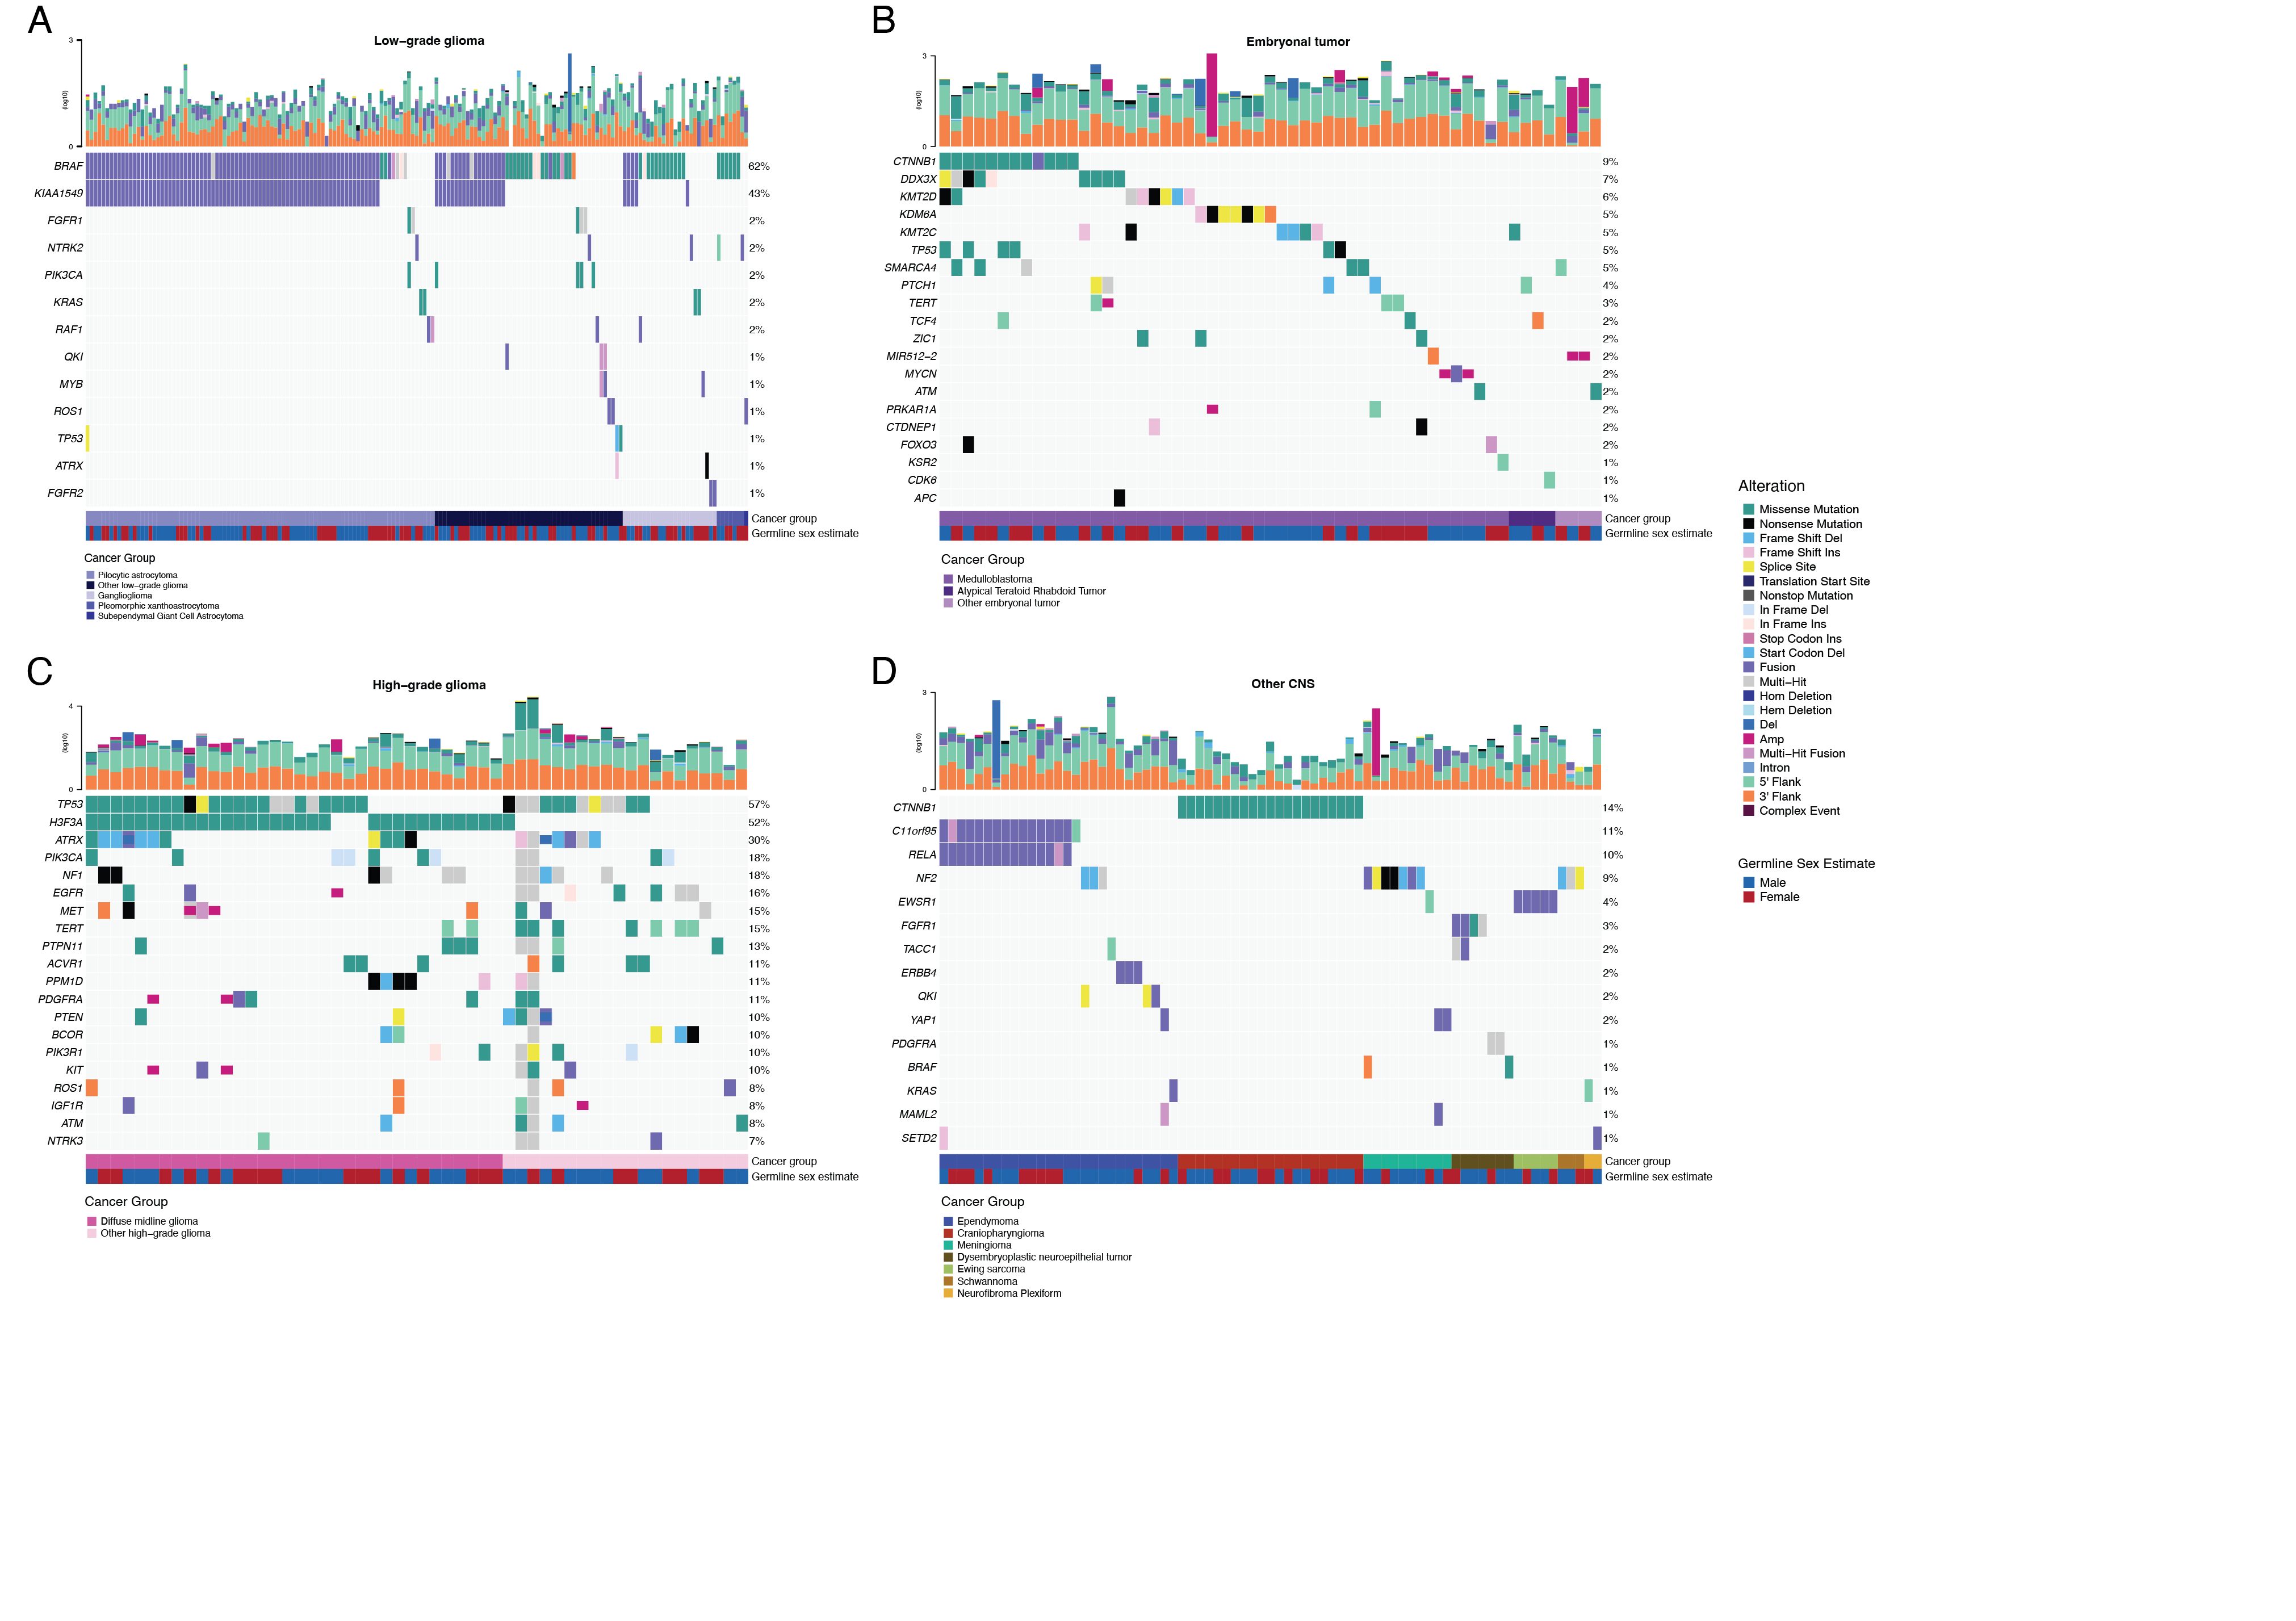 A
Low-grade glioma
3
(log10)
0
BRAF 62%
KIAA1549 43%
FGFR1 2%
NTRK2 2%
PIK3CA 2%
KRAS 2%
RAF1 2%
QKI 1%
MYB 1%
ROS1 1%
TP53 1%
ATRX 1%
FGFR2 1%
Cancer group
Germline sex estimate
Cancer Group
Pilocytic astrocytoma
Other low-grade glioma
Ganglioglioma
Pleomorphic xanthoastrocytoma
Subependymal Giant Cell Astrocytoma
B
Embryonal tumor
3
(log10)
0
CTNNB1 9%
DDX3X 7%
KMT2D 6%
KDM6A 5%
KMT2C 5%
TP53 5%
SMARCA4 5%
PTCH1 4%
TERT 3%
TCF4 2%
ZIC1 2%
MIR512-2 2%
MYCN 2%
ATM 2%
PRKAR1A 2%
CTDNEP1 2%
FOXO3 2%
KSR2 1%
CDK6 1%
APC 1%
Cancer group
Germline sex estimate
Cancer Group
Medulloblastoma
Atypical Teratoid Rhabdoid Tumor
Other embryonal tumor
C
High-grade glioma
4
(log10)
0
TP53 57%
H3F3A 52%
ATRX 30%
PIK3CA 18%
NF1 18%
EGFR 16%
MET 15%
TERT 15%
PTPN11 13%
ACVR1 11%
PPM1D 11%
PDGFRA 11%
PTEN 10%
BCOR 10%
PIK3R1 10%
KIT 10%
ROS1 8%
IGF1R 8%
ATM 8%
NTRK3 7%
Cancer group
Germline sex estimate
Cancer Group
Diffuse midline glioma
Other high-grade glioma
D
Other CNS
3
(log10)
0
CTNNB1 14%
C11orf95 11%
RELA 10%
NF2 9%
EWSR1 4%
FGFR1 3%
TACC1 2%
ERBB4 2%
QKI 2%
YAP1 2%
PDGFRA 1%
BRAF 1%
KRAS 1%
MAML2 1%
SETD2 1%
Cancer group
Germline sex estimate
Cancer Group
Ependymoma
Craniopharyngioma
Meningioma
Dysembryoplastic neuroepithelial tumor
Ewing sarcoma
Schwannoma
Neurofibroma Plexiform
Alteration
Missense Mutation
Nonsense Mutation
Frame Shift Del
Frame Shift Ins
Splice Site
Translation Start Site
Nonstop Mutation
In Frame Del
In Frame Ins
Stop Codon Ins
Start Codon Del
Fusion
Multi-Hit
Hom Deletion
Hem Deletion
Del
Amp
Multi-Hit Fusion
Intron
5' Flank
3' Flank
Complex Event
Germline Sex Estimate
Male
Female